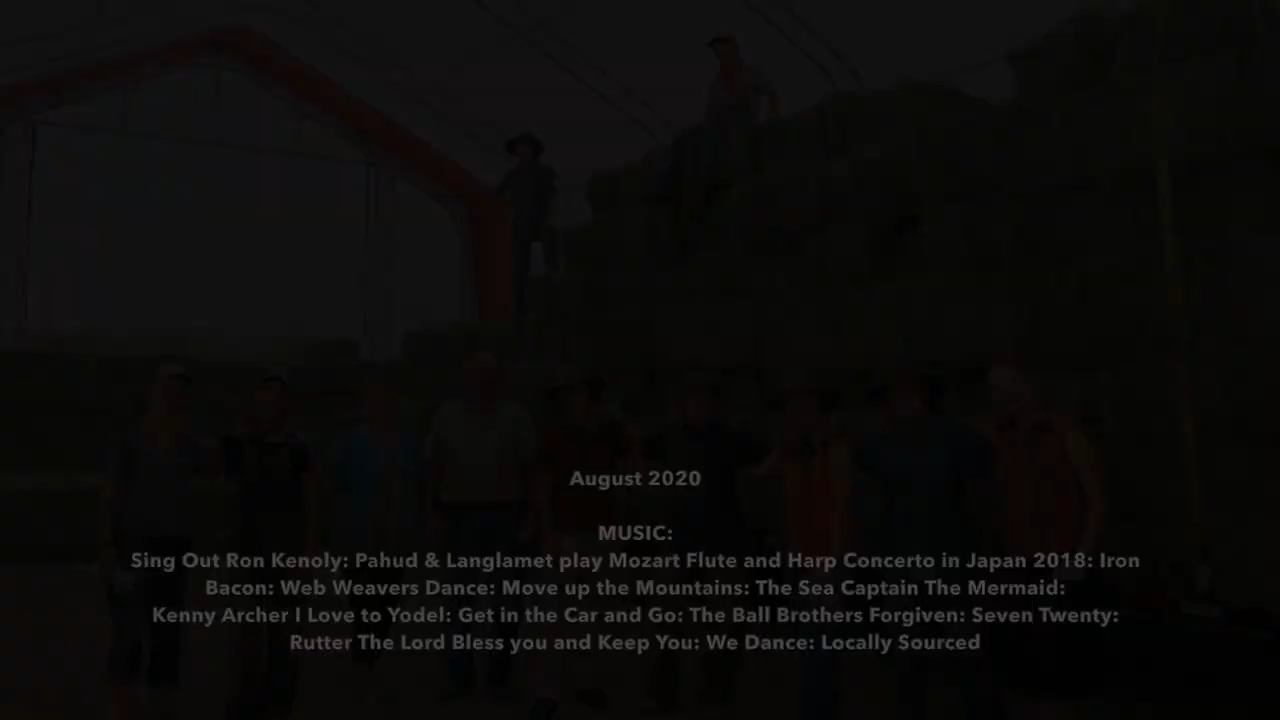 August 2020
MUSIC:
Sing Out Ron Kenoly: Pahud & Langlamet play Mozart Flute and Harp Concerto in Japan 2018: Iron
Bacon: Web Weavers Dance: Move up the Mountains: The Sea Captain The Mermaid:
Kenny Archer I Love to Yodel: Get in the Car and Go: The Ball Brothers Forgiven: Seven Twenty:
Rutter The Lord Bless you and Keep You: We Dance: Locally Sourced